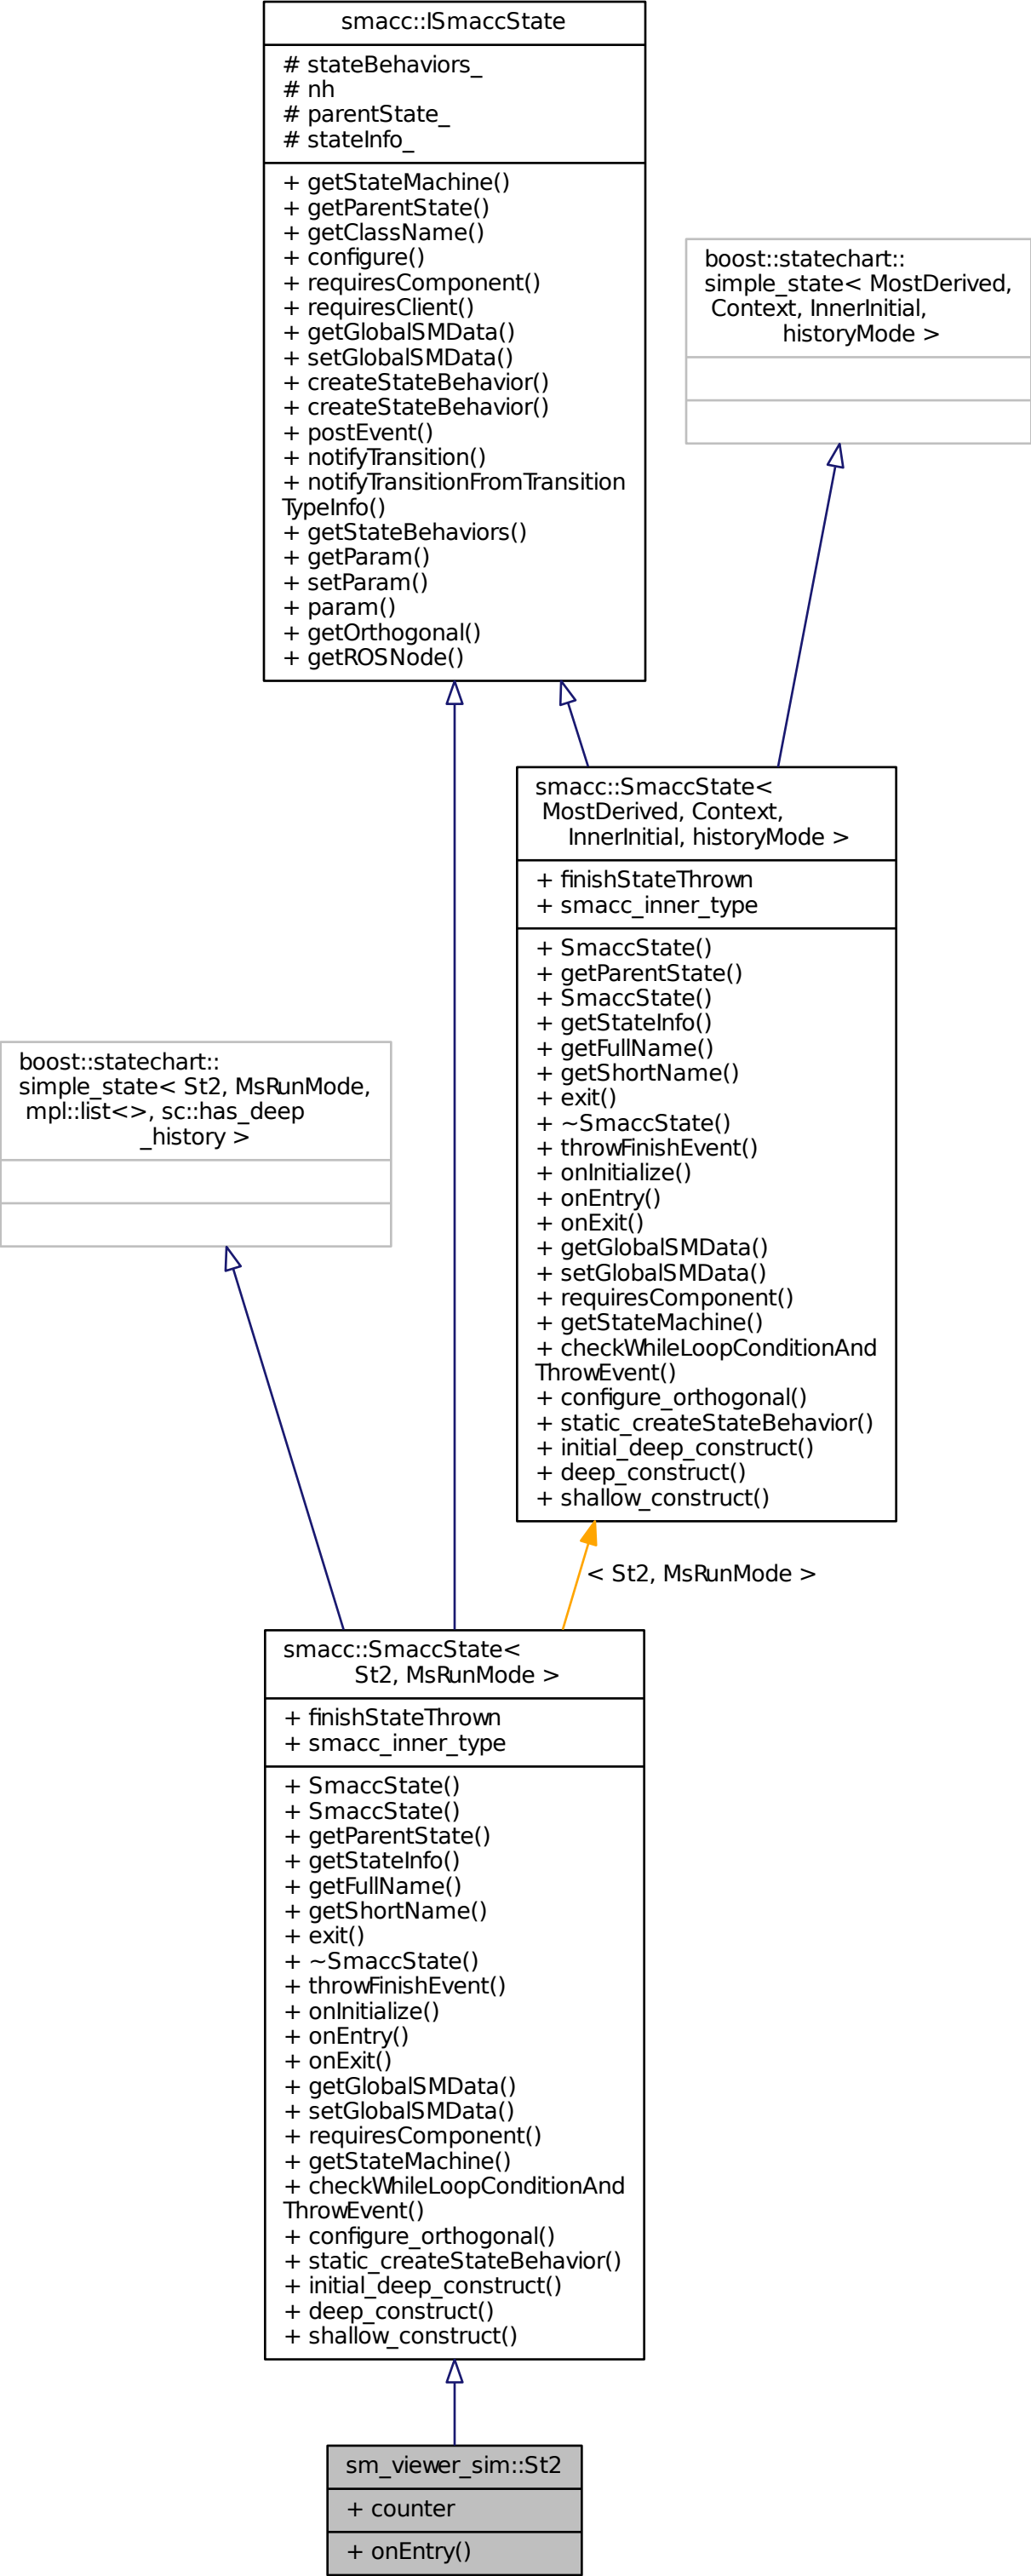 smacc::ISmaccState
# stateBehaviors_
# nh
# parentState_
# stateInfo_
+ getStateMachine()
+ getParentState()
+ getClassName()
+ configure()
+ requiresComponent()
+ requiresClient()
+ getGlobalSMData()
+ setGlobalSMData()
+ createStateBehavior()
+ createStateBehavior()
+ postEvent()
+ notifyTransition()
+ notifyTransitionFromTransition
TypeInfo()
+ getStateBehaviors()
+ getParam()
+ setParam()
+ param()
+ getOrthogonal()
+ getROSNode()
boost::statechart::
simple_state< MostDerived,
Context, InnerInitial,
historyMode >
smacc::SmaccState<
MostDerived, Context,
InnerInitial, historyMode >
+ finishStateThrown
+ smacc_inner_type
+ SmaccState()
+ getParentState()
+ SmaccState()
+ getStateInfo()
+ getFullName()
+ getShortName()
+ exit()
+ ~SmaccState()
+ throwFinishEvent()
+ onInitialize()
+ onEntry()
+ onExit()
+ getGlobalSMData()
+ setGlobalSMData()
+ requiresComponent()
+ getStateMachine()
+ checkWhileLoopConditionAnd
ThrowEvent()
+ configure_orthogonal()
+ static_createStateBehavior()
+ initial_deep_construct()
+ deep_construct()
+ shallow_construct()
boost::statechart::
simple_state< St2, MsRunMode,
mpl::list<>, sc::has_deep
_history >
< St2, MsRunMode >
smacc::SmaccState<
St2, MsRunMode >
+ finishStateThrown
+ smacc_inner_type
+ SmaccState()
+ SmaccState()
+ getParentState()
+ getStateInfo()
+ getFullName()
+ getShortName()
+ exit()
+ ~SmaccState()
+ throwFinishEvent()
+ onInitialize()
+ onEntry()
+ onExit()
+ getGlobalSMData()
+ setGlobalSMData()
+ requiresComponent()
+ getStateMachine()
+ checkWhileLoopConditionAnd
ThrowEvent()
+ configure_orthogonal()
+ static_createStateBehavior()
+ initial_deep_construct()
+ deep_construct()
+ shallow_construct()
sm_viewer_sim::St2
+ counter
+ onEntry()